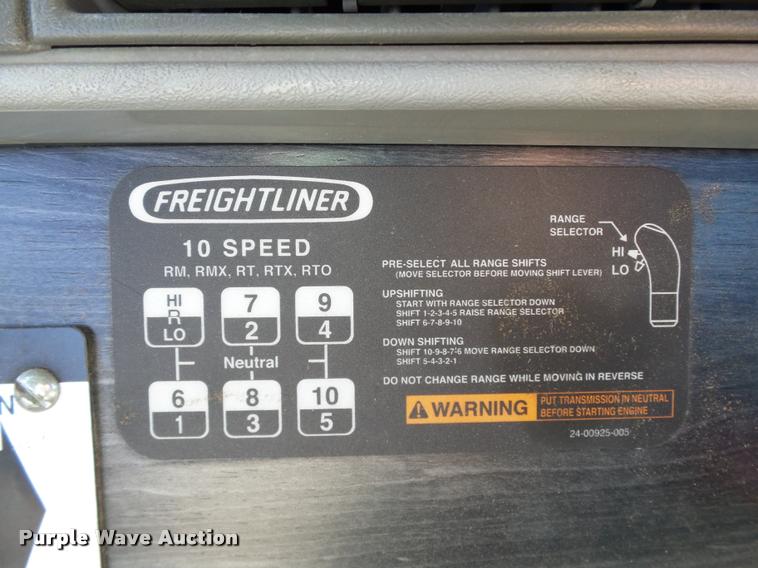 FREIGHTLINER
10 SPEED
RM, RMX, RT, RTX, RTO
HI
R
LO
7
2
9
4
Neutral
6
1
8
3
10
5
RANGE
SELECTOR
HI
LO
PRE-SELECT ALL RANGE SHIFTS
(MOVE SELECTOR BEFORE MOVING SHIFT LEVER)
UPSHIFTING
START WITH RANGE SELECTOR DOWN
SHIFT 1-2-3-4-5 RAISE RANGE SELECTOR
SHIFT 6-7-8-9-10
DOWN SHIFTING
SHIFT 10-9-8-7-6 MOVE RANGE SELECTOR DOWN
SHIFT 5-4-3-2-1
DO NOT CHANGE RANGE WHILE MOVING IN REVERSE
WARNING
PUT TRANSMISSION IN NEUTRAL
BEFORE STARTING ENGINE
24-00925-005
N
Purple Wave Auction